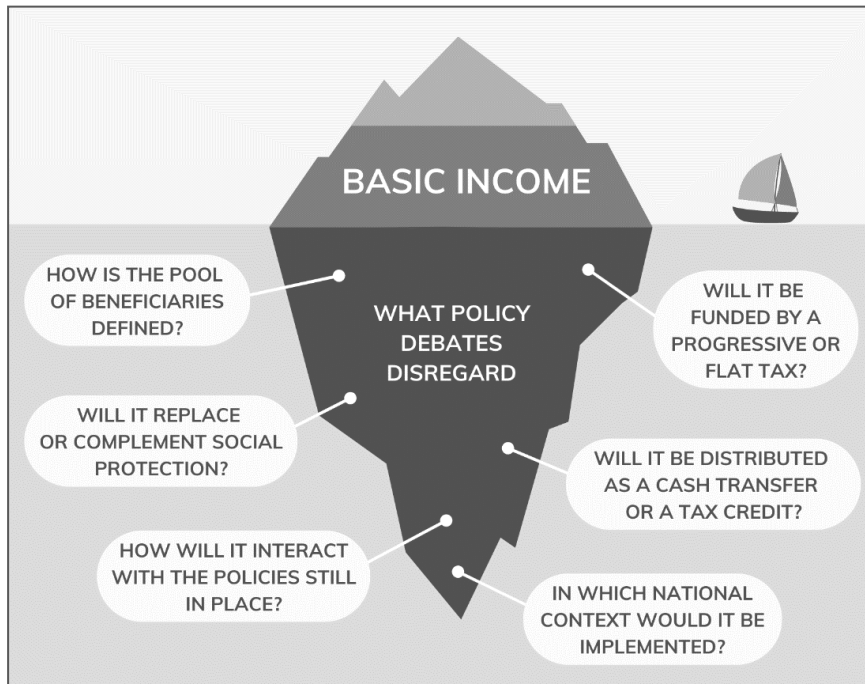 BASIC INCOME
WHAT POLICY
DEBATES
DISREGARD
HOW IS THE POOL
OF BENEFICIARIES
DEFINED?
WILL IT BE
FUNDED BY A
PROGRESSIVE OR
FLAT TAX?
WILL IT REPLACE
OR COMPLEMENT SOCIAL
PROTECTION?
WILL IT BE DISTRIBUTED
AS A CASH TRANSFER
OR A TAX CREDIT?
HOW WILL IT INTERACT
WITH THE POLICIES STILL
IN PLACE?
IN WHICH NATIONAL
CONTEXT WOULD IT BE
IMPLEMENTED?